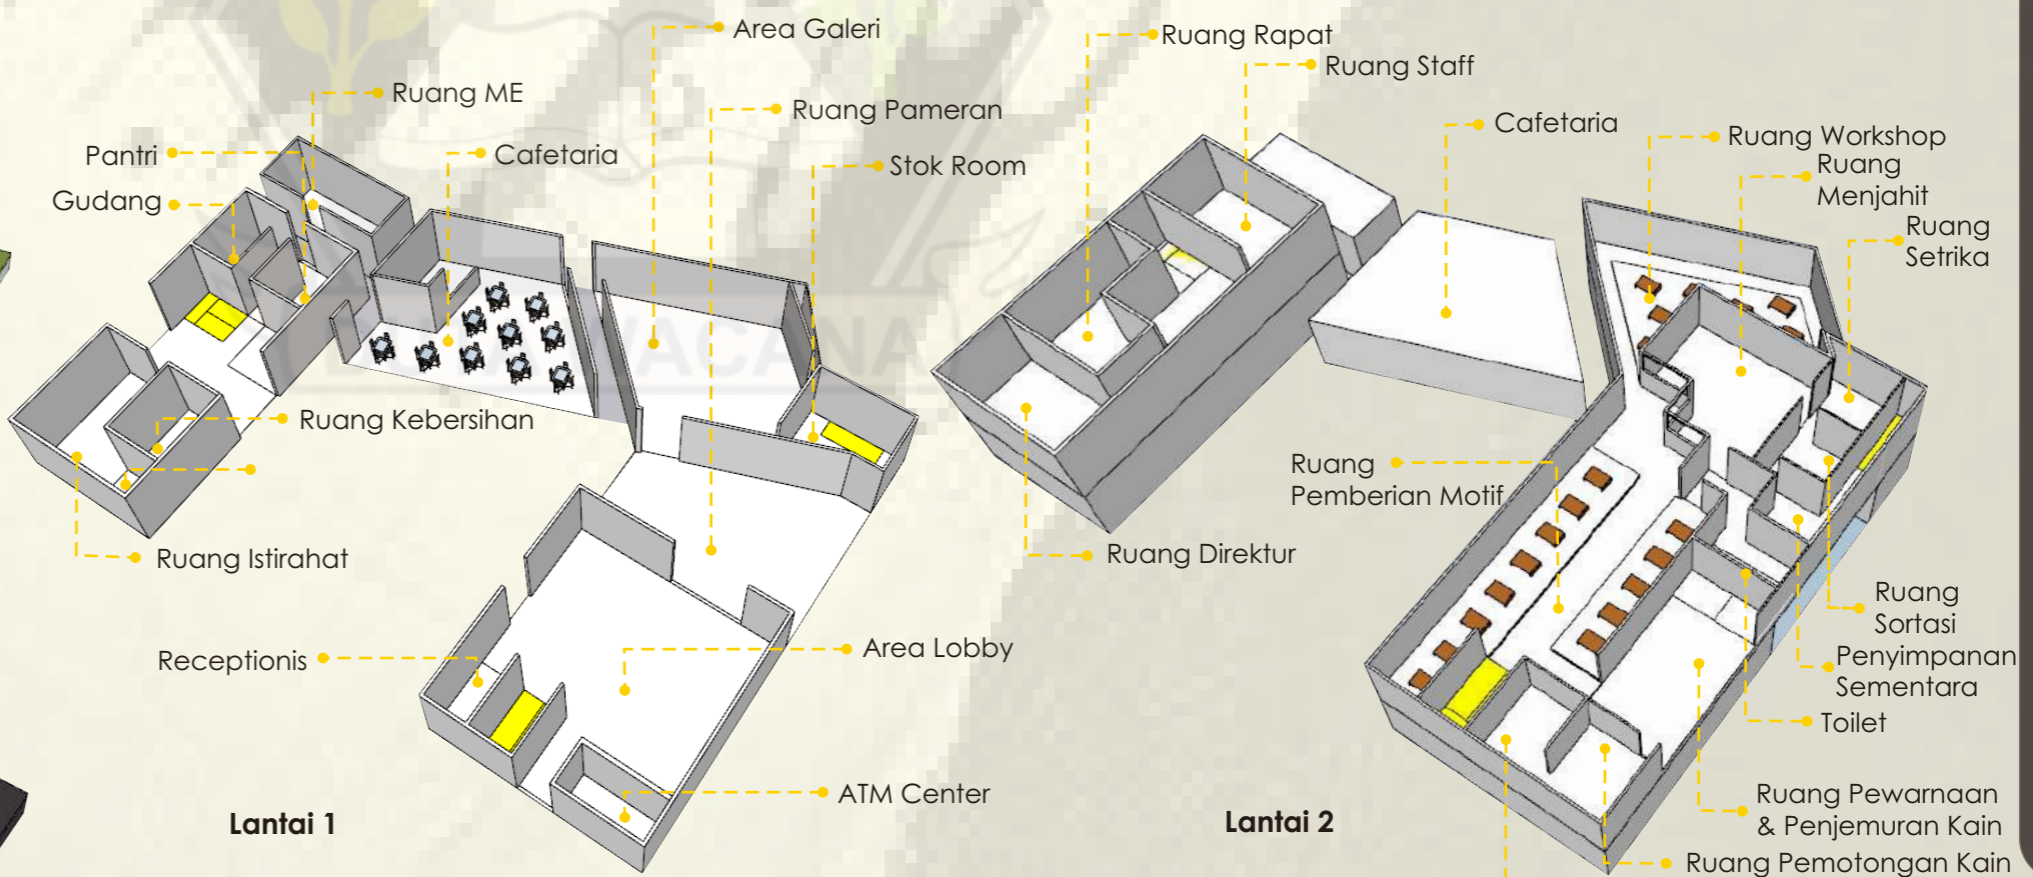 Area Galeri
Ruang ME
Ruang Pameran
Pantri
Cafetaria
Stok Room
Gudang
Ruang Kebersihan
Ruang Istirahat
Receptionis
Area Lobby
ATM Center
Lantai 1
Ruang Rapat
Ruang Staff
Cafetaria
Ruang Workshop
Ruang
Menjahit
Ruang
Setrika
Ruang
Pemberian Motif
Ruang Direktur
Ruang
Sortasi
Penyimpanan
Sementara
Toilet
Ruang Pewarnaan
& Penjemuran Kain
Ruang Pemotongan Kain
Lantai 2
WACANA